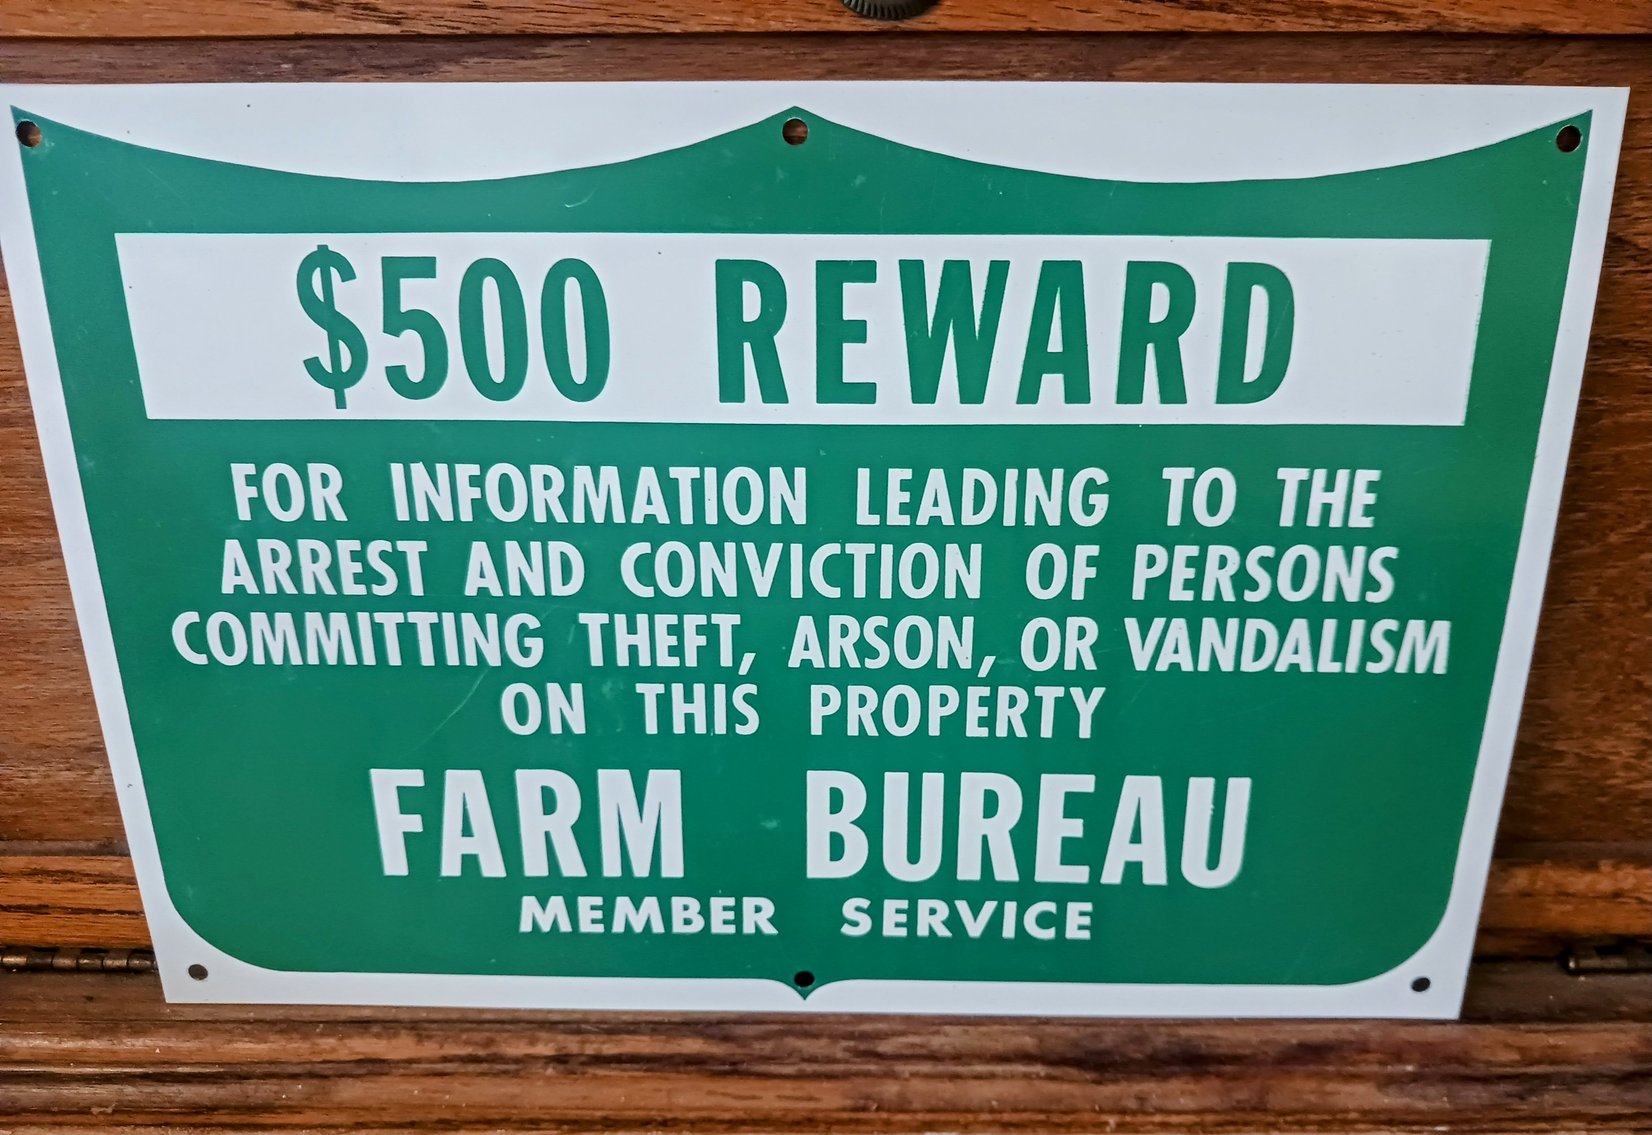 $500 REWARD
FOR INFORMATION LEADING TO THE
ARREST AND CONVICTION OF PERSONS
COMMITTING THEFT, ARSON, OR VANDALISM
ON THIS PROPERTY
FARM BUREAU
MEMBER SERVICE